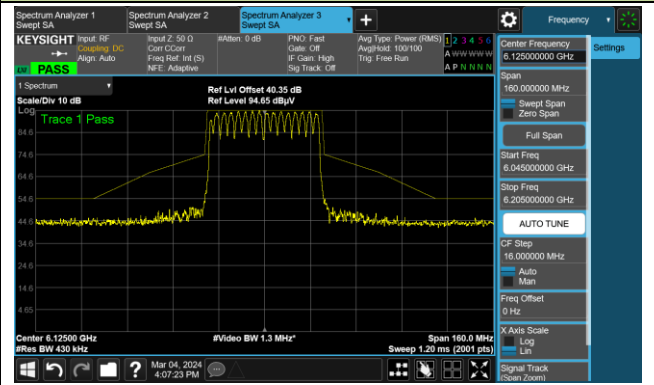 Spectrum Analyzer 1
Swept SA
Spectrum Analyzer 2
Swept SA
Spectrum Analyzer 3
Swept SA
Frequency
KEYSIGHT
Input: RF
Coupling: DC
Align: Auto
Input Z: 50 Ω
Corr CCorr
Freq Ref: Int (S)
NFE: Adaptive
#Atten: 0 dB
PNO: Fast
Gate: Off
IF Gain: High
Sig Track: Off
Avg Type: Power (RMS)
Avg|Hold: 100/100
Trig: Free Run
1 2 3 4 5 6
A W W W W W
A P N N N N
LXI PASS
1 Spectrum
Scale/Div 10 dB
Log
Ref Lvl Offset 40.35 dB
Ref Level 94.65 dBµV
Trace 1 Pass
84.6
74.6
64.6
54.6
44.6
34.6
24.6
14.6
4.65
Center 6.12500 GHz
#Res BW 430 kHz
#Video BW 1.3 MHz*
Span 160.0 MHz
Sweep 1.20 ms (2001 pts)
Mar 04, 2024
4:07:23 PM
Center Frequency
6.125000000 GHz
Settings
Span
160.000000 MHz
Swept Span
Zero Span
Full Span
Start Freq
6.045000000 GHz
Stop Freq
6.205000000 GHz
AUTO TUNE
CF Step
16.000000 MHz
Auto
Man
Freq Offset
0 Hz
X Axis Scale
Log
Lin
Signal Track
(Span Zoom)